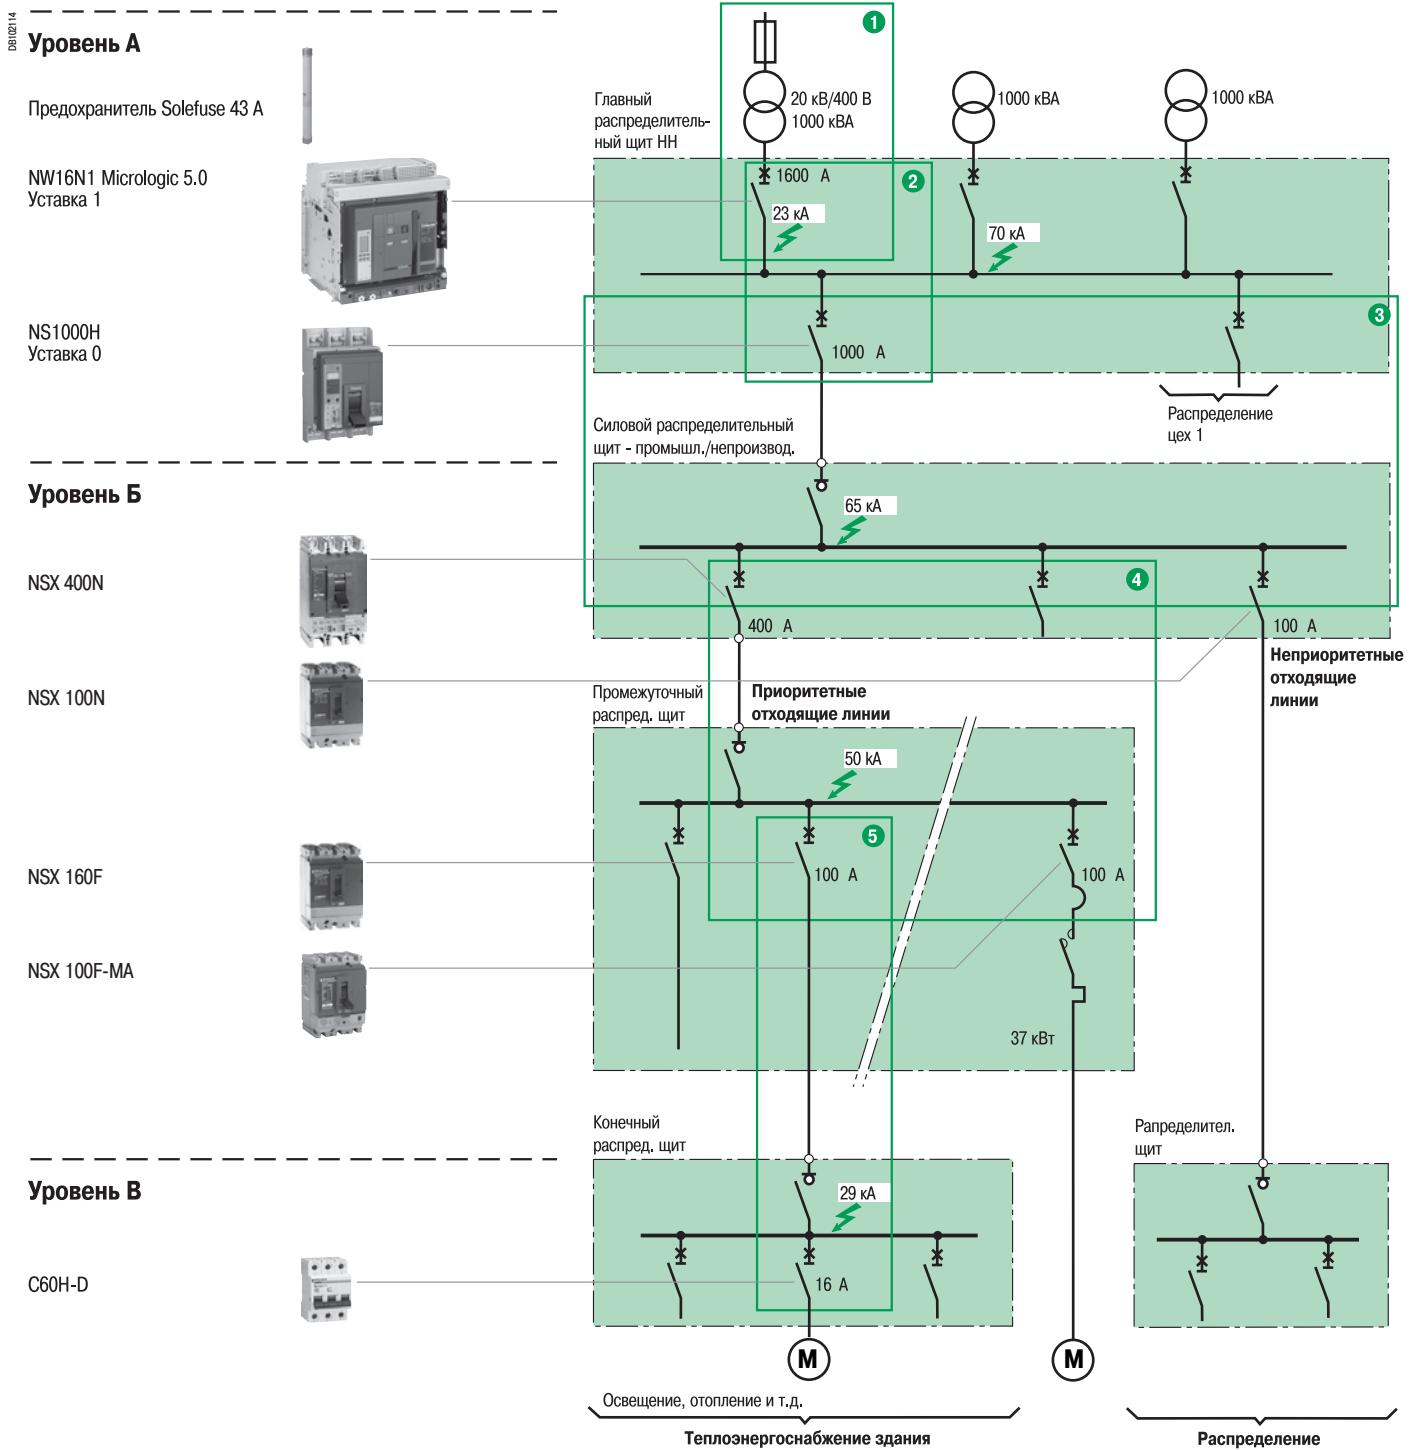 DB102114
Уровень А
Предохранитель Solefuse 43 А
NW16N1 Micrologic 5.0
Уставка 1
NS1000H
Уставка 0
Главный
распределитель-
ный щит НН
20 кВ/400 В
1000 кВА
1000 кВА
1000 кВА
1
1600 А
2
23 кА
70 кА
3
1000 А
Распределение
цех 1
Силовой распределительный
щит - промышл./непроизвод.
Уровень Б
65 кА
NSX 400N
4
400 А
100 А
Неприоритетные
отходящие
линии
NSX 100N
Промежуточный
распред. щит
Приоритетные
отходящие линии
50 кА
5
NSX 160F
100 А
100 А
NSX 100F-MA
37 кВт
Конечный
распред. щит
Рапределител.
щит
Уровень В
29 кА
C60H-D
16 А
М
М
Освещение, отопление и т.д.
Теплоэнергоснабжение здания
Распределение